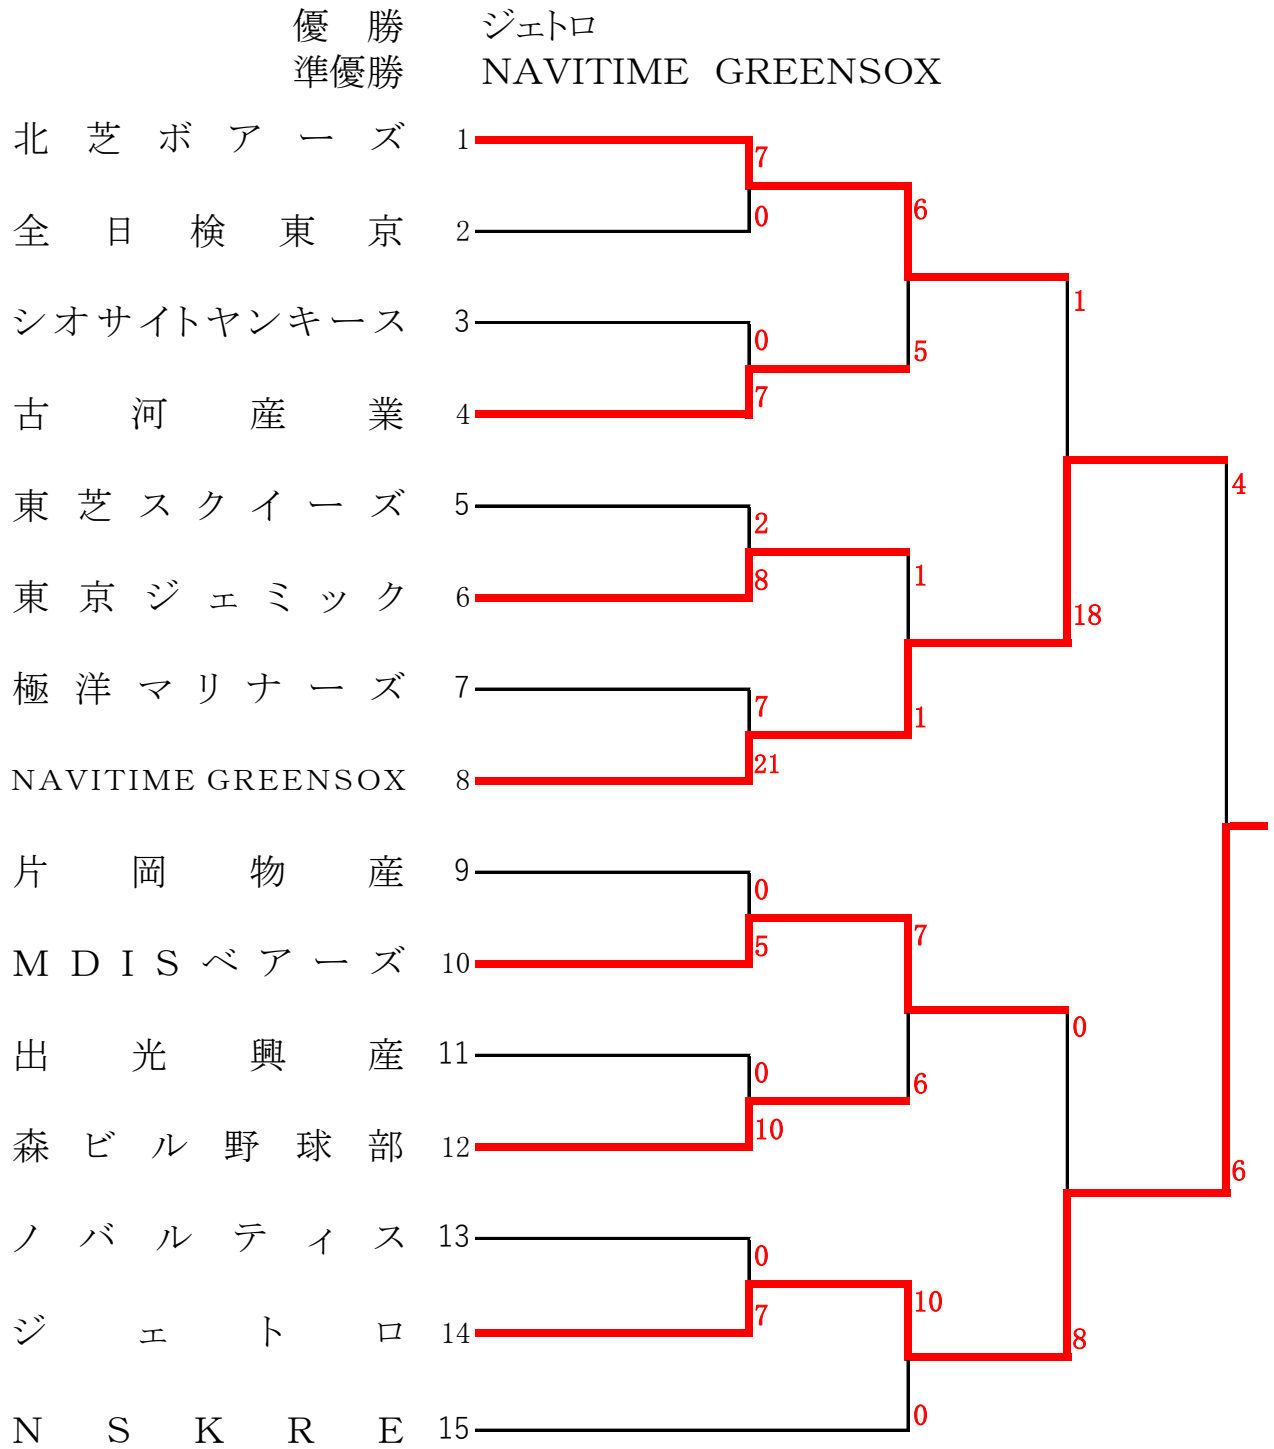 優　勝　ジェトロ
準優勝　NAVITIME GREENSOX
北芝ボアーズ 1
7
全日検東京 2
0
6
シオサイトヤンキース 3
0
1
5
古河産業 4
7
東芝スクイーズ 5
2
4
東京ジェミック 6
8
1
18
極洋マリナーズ 7
7
1
NAVITIME GREENSOX 8
21
片岡物産 9
0
7
MDISベアーズ 10
5
0
出光興産 11
0
6
森ビル野球部 12
10
6
ノバルティス 13
0
10
ジェトロ 14
7
8
NSKRE 15
0